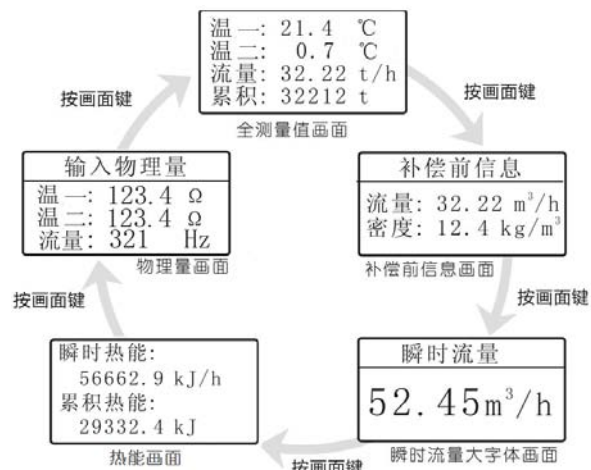 温一: 21.4 ℃
温二: 0.7 ℃
流量: 32.22 t/h
累积: 32212 t
全测量值画面
按画面键
按画面键
输入物理量
温一: 123.4 Ω
温二: 123.4 Ω
流量: 321 Hz
物理量画面
补偿前信息
流量: 32.22 m³/h
密度: 12.4 kg/m³
补偿前信息画面
按画面键
按画面键
瞬时热能:
56662.9 kJ/h
累积热能:
29332.4 kJ
热能画面
瞬时流量
52.45m³/h
瞬时流量大字体画面
按画面键